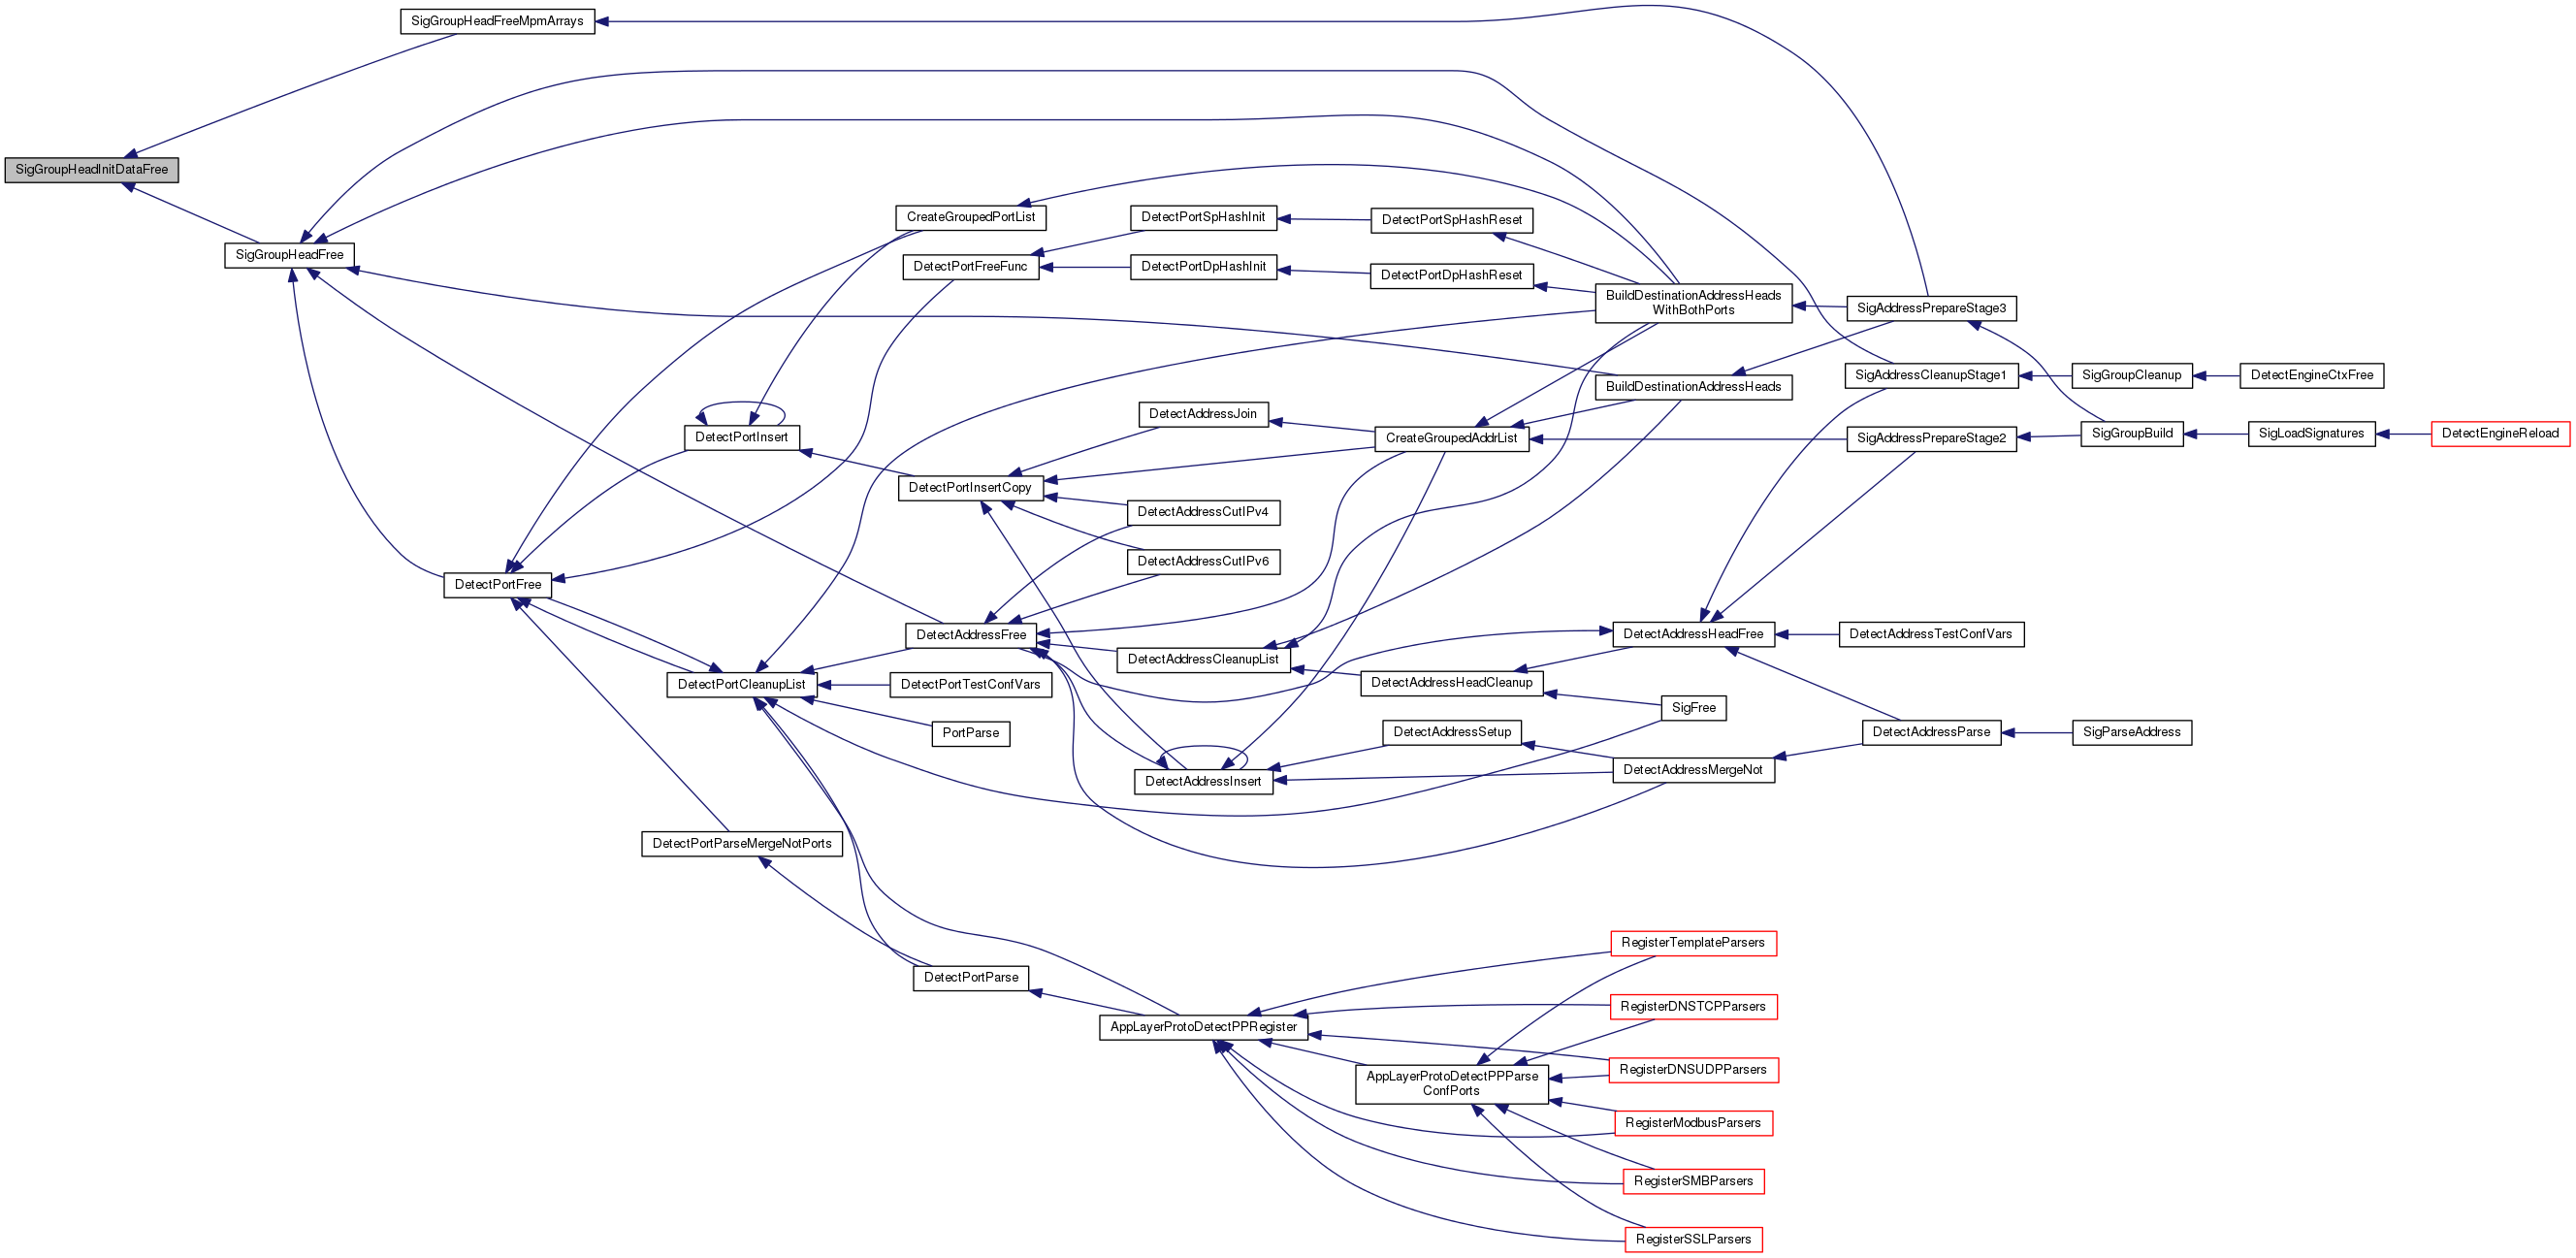 SigGroupHeadFreeMpmArrays
SigGroupHeadInitDataFree
CreateGroupedPortList
DetectPortSpHashInit
DetectPortSpHashReset
SigGroupHeadFree
DetectPortFreeFunc
DetectPortDpHashInit
DetectPortDpHashReset
BuildDestinationAddressHeads
WithBothPorts
SigAddressPrepareStage3
BuildDestinationAddressHeads
SigAddressCleanupStage1
SigGroupCleanup
DetectEngineCtxFree
DetectAddressJoin
DetectPortInsert
CreateGroupedAddrList
SigAddressPrepareStage2
SigGroupBuild
SigLoadSignatures
DetectEngineReload
DetectPortInsertCopy
DetectAddressCutIPv4
DetectAddressCutIPv6
DetectPortFree
DetectAddressFree
DetectAddressHeadFree
DetectAddressTestConfVars
DetectAddressCleanupList
DetectPortCleanupList
DetectPortTestConfVars
DetectAddressHeadCleanup
SigFree
PortParse
DetectAddressSetup
DetectAddressParse
SigParseAddress
DetectAddressInsert
DetectAddressMergeNot
DetectPortParseMergeNotPorts
RegisterTemplateParsers
DetectPortParse
RegisterDNSTCPParsers
AppLayerProtoDetectPPRegister
RegisterDNSUDPParsers
AppLayerProtoDetectPPParse
ConfPorts
RegisterModbusParsers
RegisterSMBParsers
RegisterSSLParsers